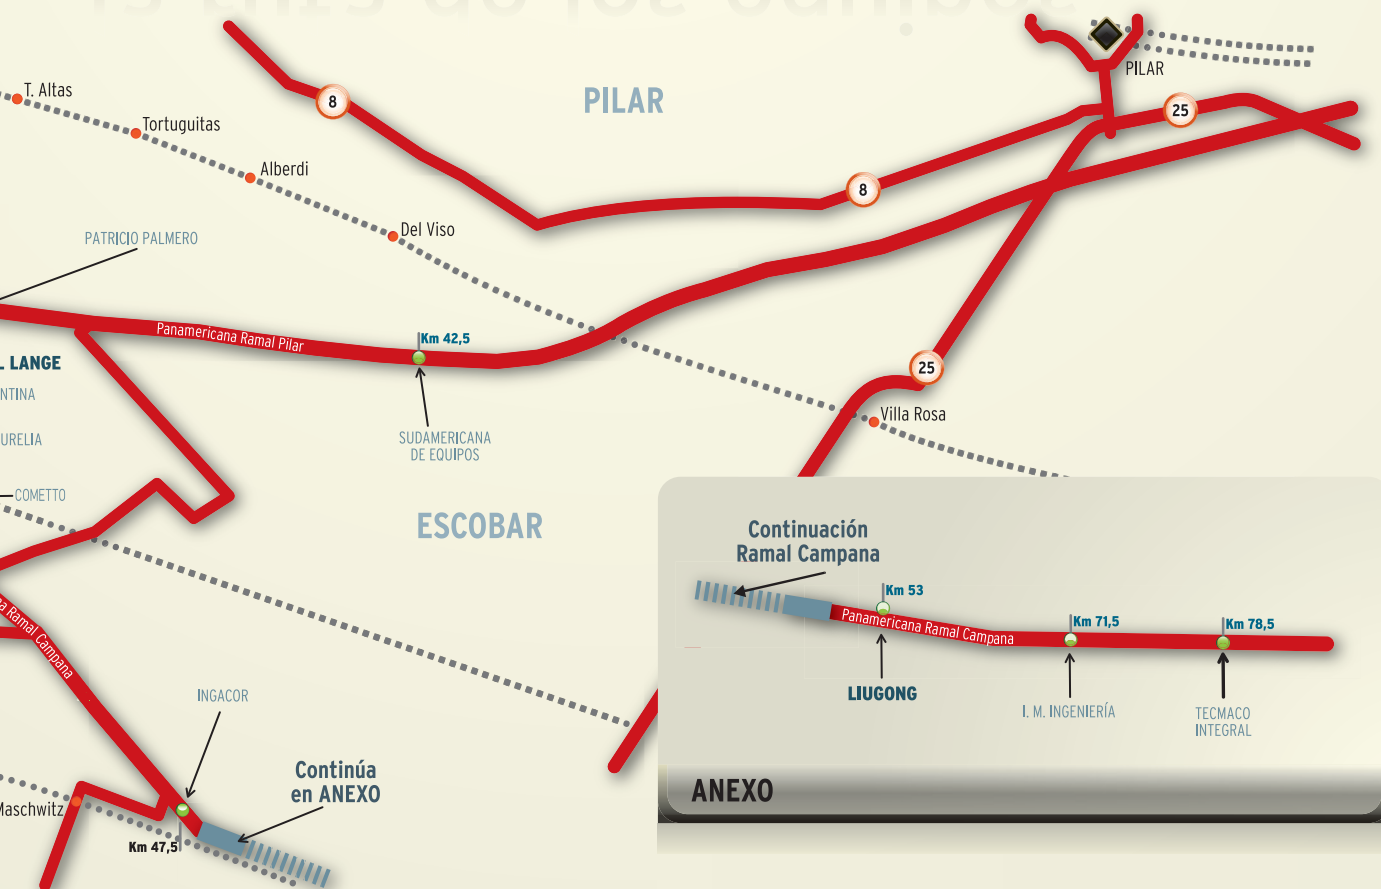 PILAR
PILAR
8
25
T. Altas
Tortuguitas
Alberdi
8
Del Viso
PATRICIO PALMERO
Panamericana Ramal Pilar
Km 42,5
LANGE
25
Villa Rosa
SUDAMERICANA
DE EQUIPOS
COMETTO
ESCOBAR
Continuación
Ramal Campana
Km 53
Panamericana Ramal Campana
Km 71,5
Km 78,5
LIUGONG
I. M. INGENIERÍA
TECMACO
INTEGRAL
ANEXO
Ramal Campana
INGACOR
Continúa
en ANEXO
Maschwitz
Km 47,5